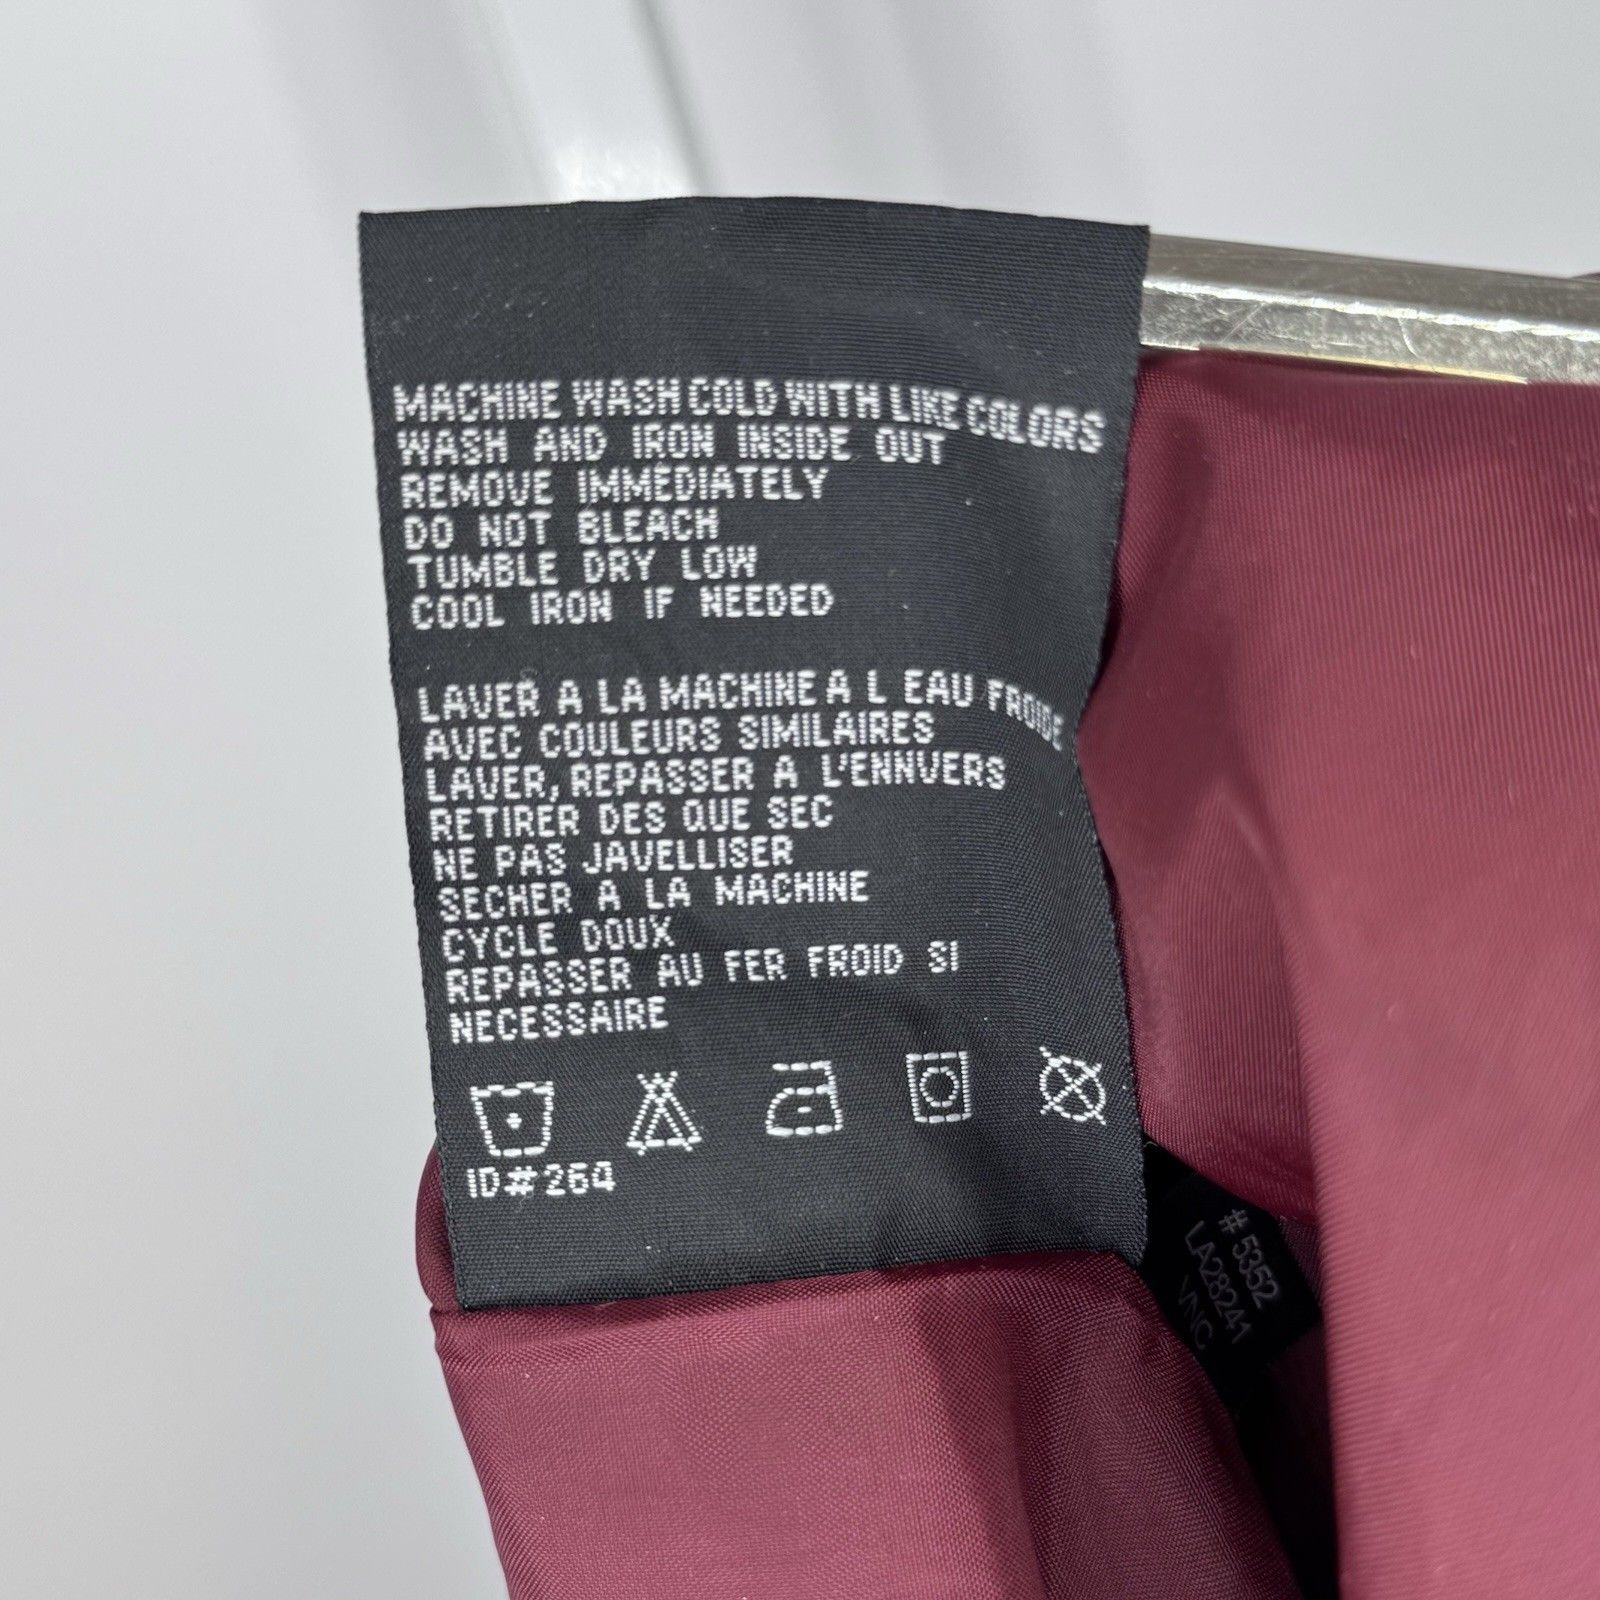 MACHINE WASH COLD WITH LIKE COLORS
WASH AND IRON INSIDE OUT
REMOVE IMMEDIATELY
DO NOT BLEACH
TUMBLE DRY LOW
COOL IRON IF NEEDED
LAVER A LA MACHINE A L EAU FROIDE
AVEC COULEURS SIMILAIRES
LAVER, REPASSER A L'ENNVERS
RETIRER DES QUE SEC
NE PAS JAVELLISER
SECHER A LA MACHINE
CYCLE DOUX
REPASSER AU FER FROID SI
NECESSAIRE
ID#264
# 5352
LA28241
VNC